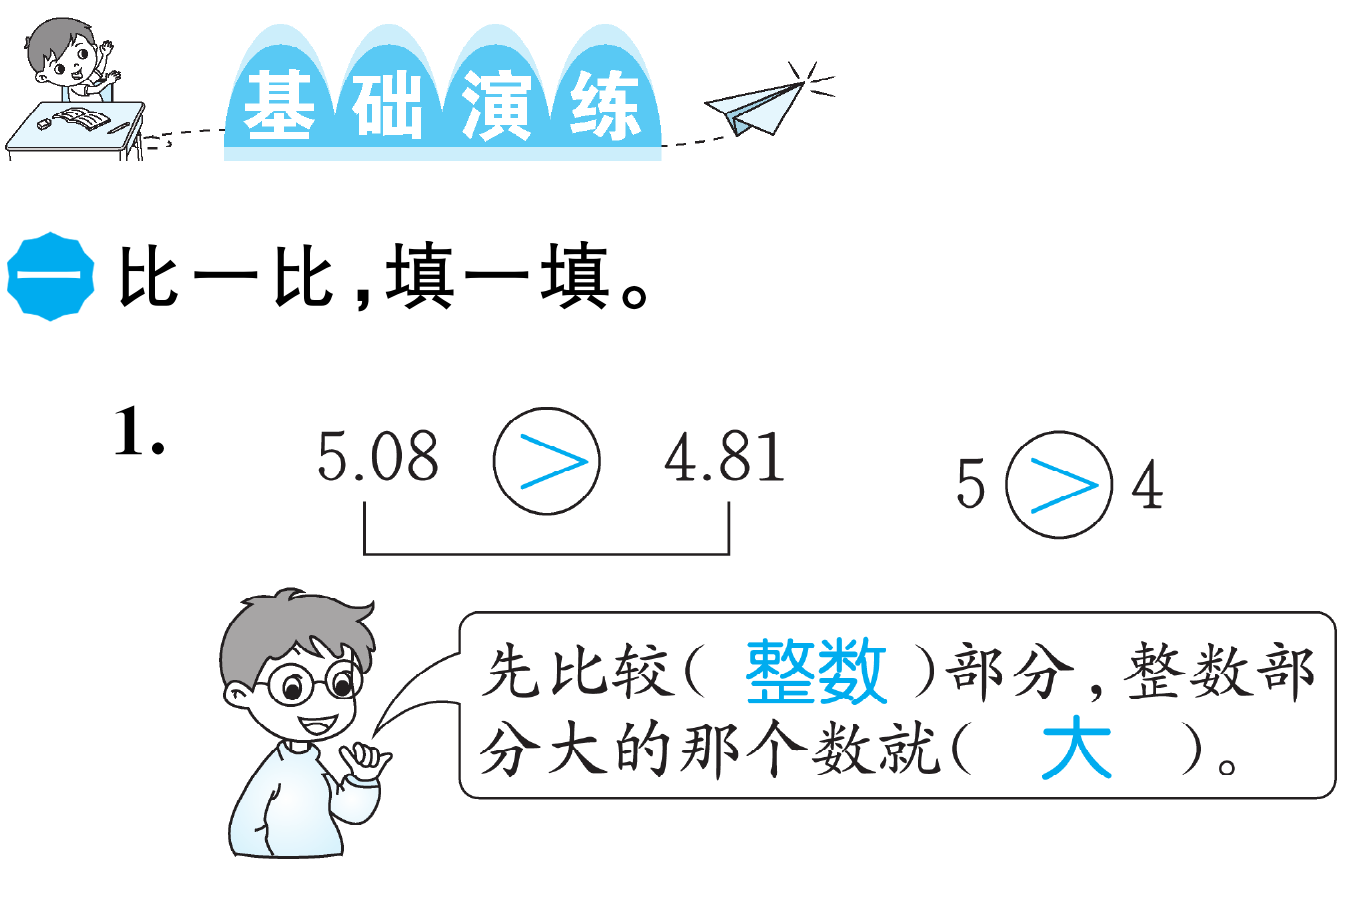 基础演练
一 比一比,填一填。
1. 5.08 > 4.81 5 > 4
先比较( 整数 )部分,整数部
分大的那个数就( 大 )。